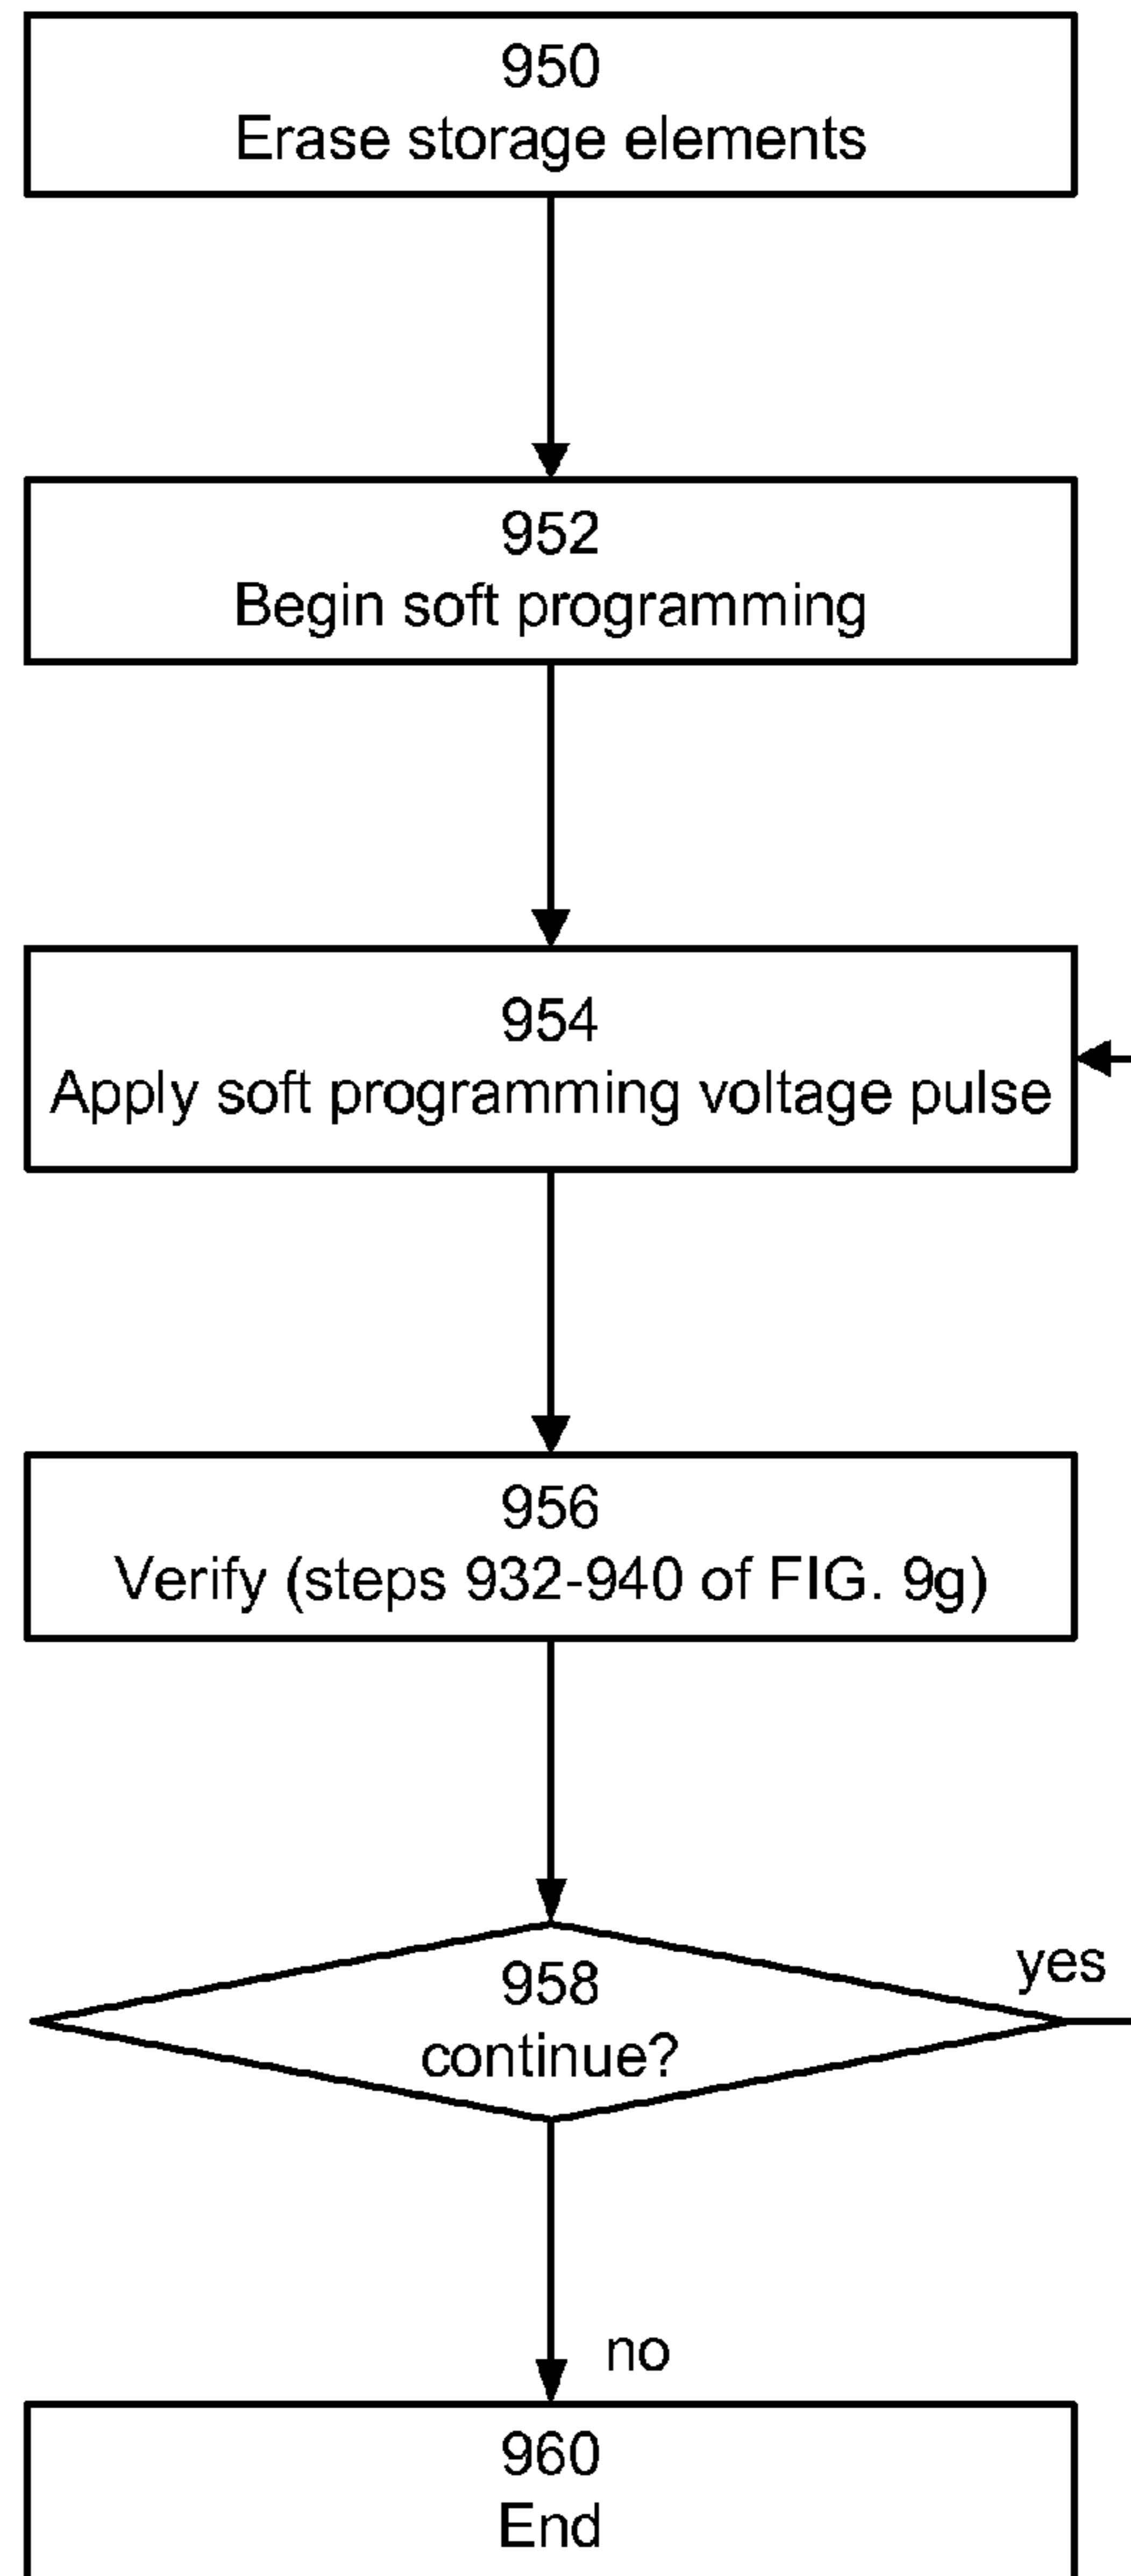 950
Erase storage elements
952
Begin soft programming
954
Apply soft programming voltage pulse
956
Verify (steps 932-940 of FIG. 9g)
958
continue?
yes
no
960
End